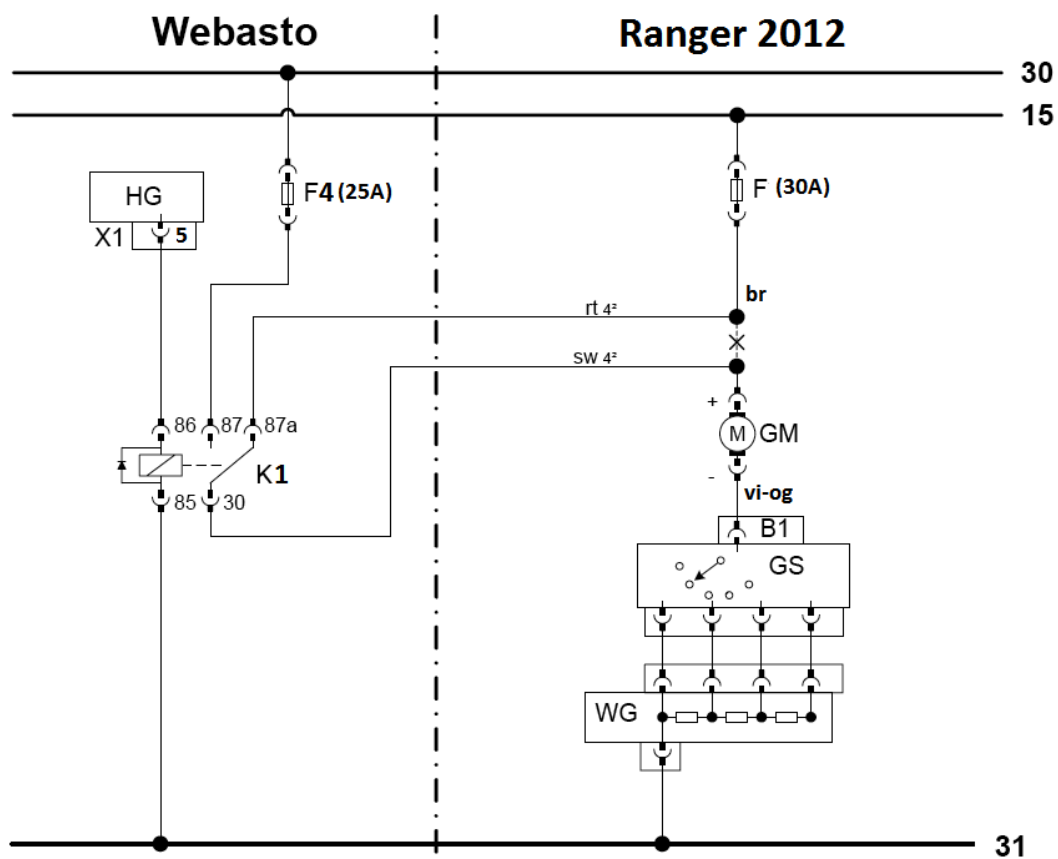 Webasto
Ranger 2012
30
15
F4 (25A)
F (30A)
HG
X1
5
br
rt 4²
sw 4²
86
87
87a
+
M
GM
K1
85
30
-
vi-og
B1
GS
WG
31